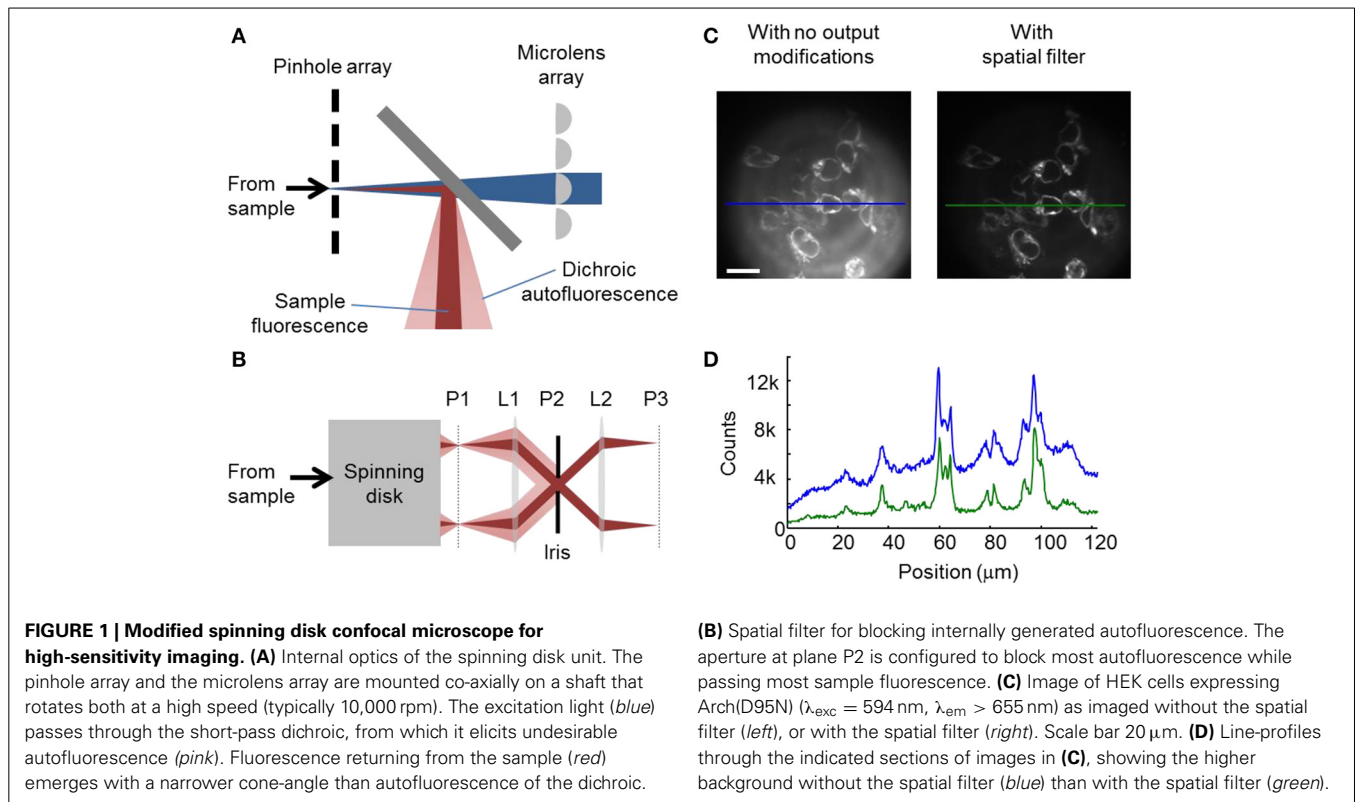 A
Pinhole array
Microlens
array
From
sample
Sample
fluorescence
Dichroic
autofluorescence
B
From
sample
Spinning
disk
P1 L1 P2 L2 P3
Iris
C
With no output
modifications
With
spatial filter
D
Counts
12k
8k
4k
0
0 20 40 60 80 100 120
Position (μm)
FIGURE 1 | Modified spinning disk confocal microscope for
high-sensitivity imaging. (A) Internal optics of the spinning disk unit. The
pinhole array and the microlens array are mounted co-axially on a shaft that
rotates both at a high speed (typically 10,000 rpm). The excitation light (blue)
passes through the short-pass dichroic, from which it elicits undesirable
autofluorescence (pink). Fluorescence returning from the sample (red)
emerges with a narrower cone-angle than autofluorescence of the dichroic.
(B) Spatial filter for blocking internally generated autofluorescence. The
aperture at plane P2 is configured to block most autofluorescence while
passing most sample fluorescence. (C) Image of HEK cells expressing
Arch(D95N) (λexc = 594 nm, λem > 655 nm) as imaged without the spatial
filter (left), or with the spatial filter (right). Scale bar 20 μm. (D) Line-profiles
through the indicated sections of images in (C), showing the higher
background without the spatial filter (blue) than with the spatial filter (green).